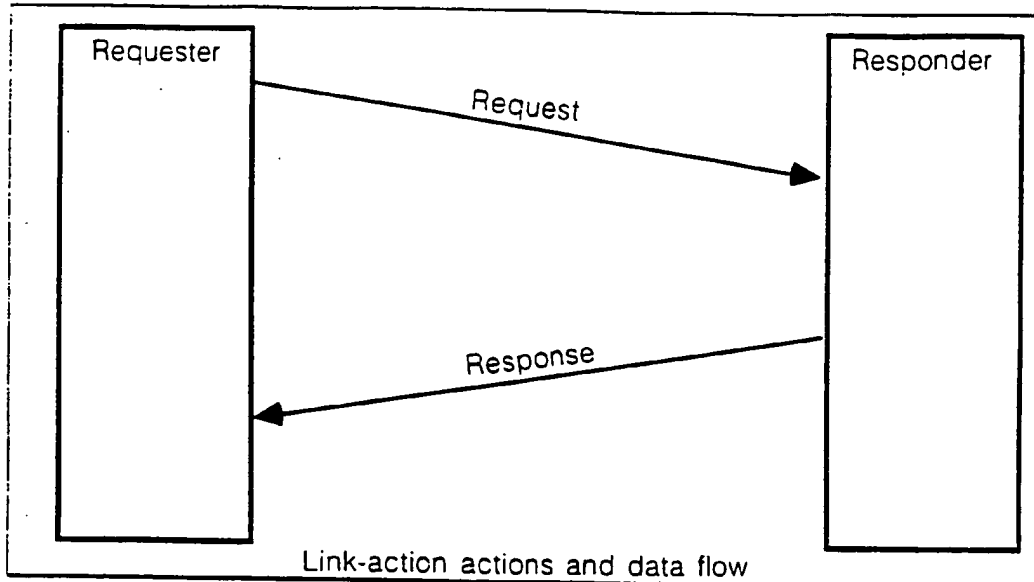 Requester
Responder
Request
Response
Link-action actions and data flow